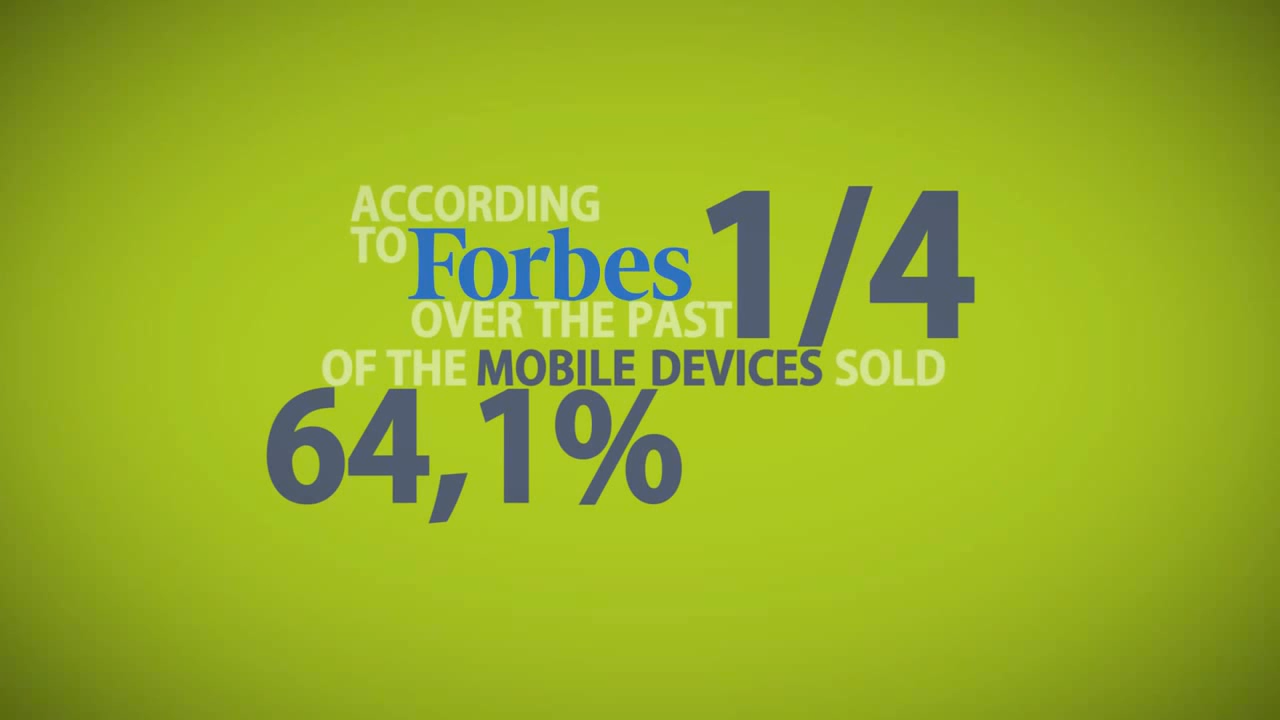 ACCORDING
TO Forbes 1/4
OVER THE PAST
OF THE MOBILE DEVICES SOLD
64,1%